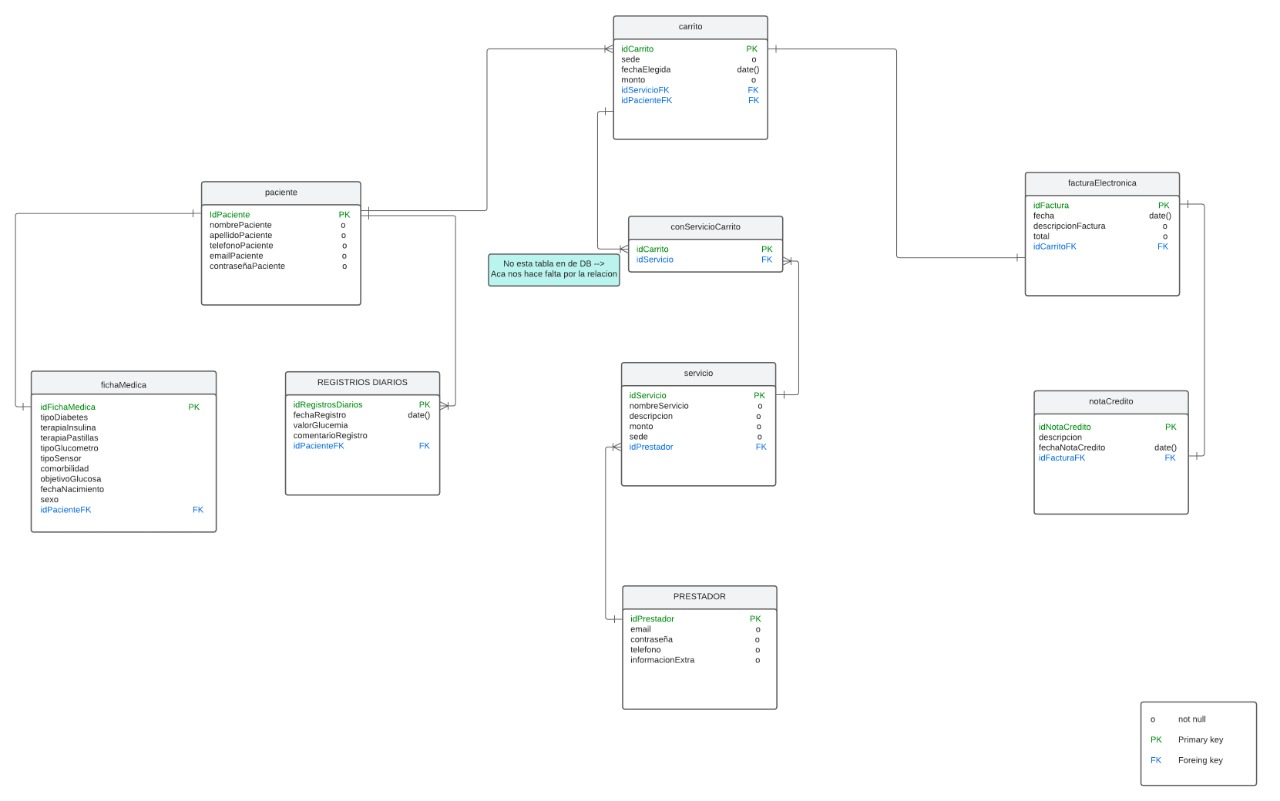 carrito
idCarrito PK
sede o
fechaElegida date()
monto o
idServicioFK FK
idPacienteFK FK
paciente
IdPaciente PK
nombrePaciente o
apellidoPaciente o
telefonoPaciente o
emailPaciente o
contraseñaPaciente o
conServicioCarrito
idCarrito PK
idServicio FK
No esta tabla en de DB -->
Aca nos hace falta por la relacion
facturaElectronica
idFactura PK
fecha date()
descripcionFactura o
total o
idCarritoFK FK
fichaMedica
idFichaMedica PK
tipoDiabetes
terapiaInsulina
terapiaPastillas
tipoGlucometro
tipoSensor
comorbilidad
objetivoGlucosa
fechaNacimiento
sexo
idPacienteFK FK
REGISTRIOS DIARIOS
idRegistrosDiarios PK
fechaRegistro date()
valorGlucemia
comentarioRegistro
idPacienteFK FK
servicio
idServicio PK
nombreServicio o
descripcion o
monto o
sede o
idPrestador FK
notaCredito
idNotaCredito PK
descripcion
fechaNotaCredito date()
idFacturaFK FK
PRESTADOR
idPrestador PK
email o
contraseña o
telefono o
informacionExtra o
o not null
PK Primary key
FK Foreing key